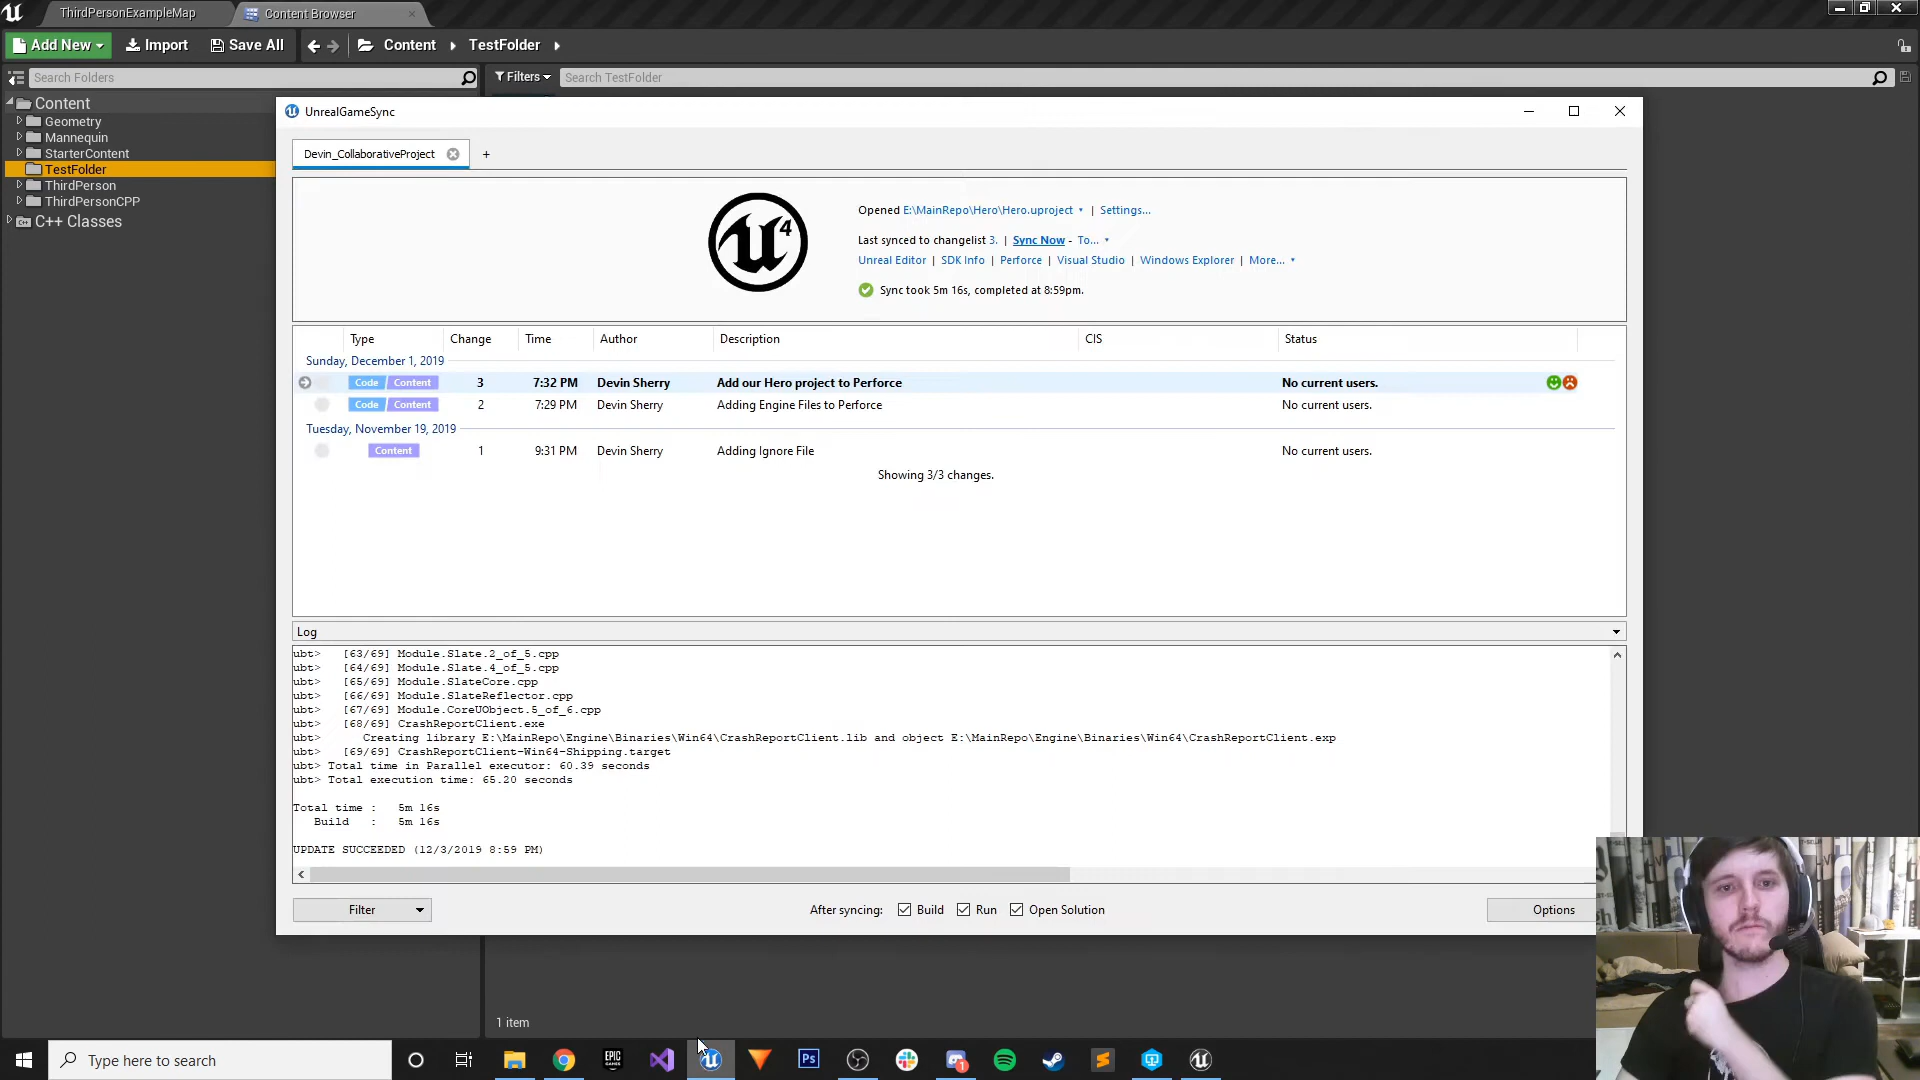 ThirdPersonExampleMap
Content Browser
Add New Import Save All Content TestFolder
Search Folders
Filters Search TestFolder
Content
Geometry
Mannequin
StarterContent
TestFolder
ThirdPerson
ThirdPersonCPP
C++ Classes
UnrealGameSync
Devin_CollaborativeProject +
4
Opened E:\MainRepo\Hero\Hero.uproject | Settings...
Last synced to changelist 3. | Sync Now - To...
Unreal Editor | SDK Info | Perforce | Visual Studio | Windows Explorer | More...
Sync took 5m 16s, completed at 8:59pm.
Type Change Time Author Description CIS Status
Sunday, December 1, 2019
Code Content 3 7:32 PM Devin Sherry Add our Hero project to Perforce No current users.
Code Content 2 7:29 PM Devin Sherry Adding Engine Files to Perforce No current users.
Tuesday, November 19, 2019
Content 1 9:31 PM Devin Sherry Adding Ignore File No current users.
Showing 3/3 changes.
Log
ubt> [63/69] Module.Slate.2_of_5.cpp
ubt> [64/69] Module.Slate.4_of_5.cpp
ubt> [65/69] Module.SlateCore.cpp
ubt> [66/69] Module.SlateReflector.cpp
ubt> [67/69] Module.CoreUObject.5_of_6.cpp
ubt> [68/69] CrashReportClient.exe
ubt> Creating library E:\MainRepo\Engine\Binaries\Win64\CrashReportClient.lib and object E:\MainRepo\Engine\Binaries\Win64\CrashReportClient.exp
ubt> [69/69] CrashReportClient-Win64-Shipping.target
ubt> Total time in Parallel executor: 60.39 seconds
ubt> Total execution time: 65.20 seconds
Total time : 5m 16s
Build : 5m 16s
UPDATE SUCCEEDED (12/3/2019 8:59 PM)
Filter After syncing: Build Run Open Solution Options
1 item
Type here to search
EPIC GAMES
Ps
1